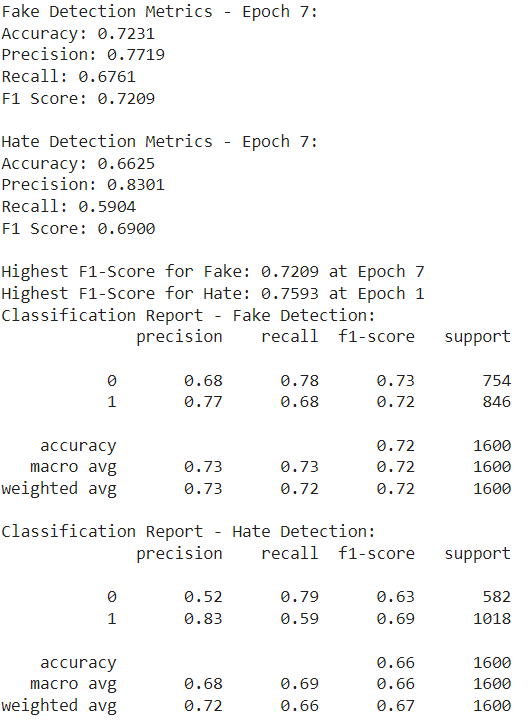 Fake Detection Metrics - Epoch 7:
Accuracy: 0.7231
Precision: 0.7719
Recall: 0.6761
F1 Score: 0.7209

Hate Detection Metrics - Epoch 7:
Accuracy: 0.6625
Precision: 0.8301
Recall: 0.5904
F1 Score: 0.6900

Highest F1-Score for Fake: 0.7209 at Epoch 7
Highest F1-Score for Hate: 0.7593 at Epoch 1
Classification Report - Fake Detection:
              precision    recall  f1-score   support

           0       0.68      0.78      0.73       754
           1       0.77      0.68      0.72       846

    accuracy                           0.72      1600
   macro avg       0.73      0.73      0.72      1600
weighted avg       0.73      0.72      0.72      1600

Classification Report - Hate Detection:
              precision    recall  f1-score   support

           0       0.52      0.79      0.63       582
           1       0.83      0.59      0.69      1018

    accuracy                           0.66      1600
   macro avg       0.68      0.69      0.66      1600
weighted avg       0.72      0.66      0.67      1600